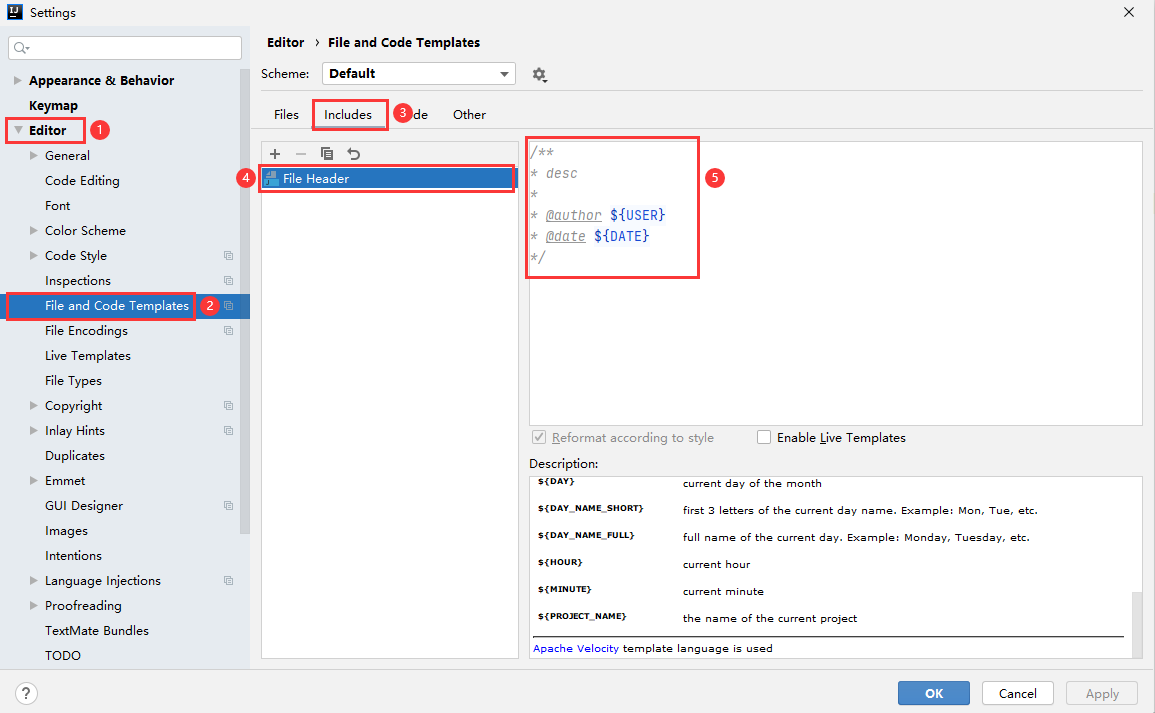 Settings
Appearance & Behavior
Keymap
Editor 1
General
Code Editing
Font
Color Scheme
Code Style
Inspections
File and Code Templates 2
File Encodings
Live Templates
File Types
Copyright
Inlay Hints
Duplicates
Emmet
GUI Designer
Images
Intentions
Language Injections
Proofreading
TextMate Bundles
TODO
Editor › File and Code Templates
Scheme: Default
Files Includes 3 de Other
4 File Header
/**
* desc
*
* @author ${USER}
* @date ${DATE}
*/
5
Reformat according to style Enable Live Templates
Description:
${DAY} current day of the month
${DAY_NAME_SHORT} first 3 letters of the current day name. Example: Mon, Tue, etc.
${DAY_NAME_FULL} full name of the current day. Example: Monday, Tuesday, etc.
${HOUR} current hour
${MINUTE} current minute
${PROJECT_NAME} the name of the current project
Apache Velocity template language is used
? OK Cancel Apply